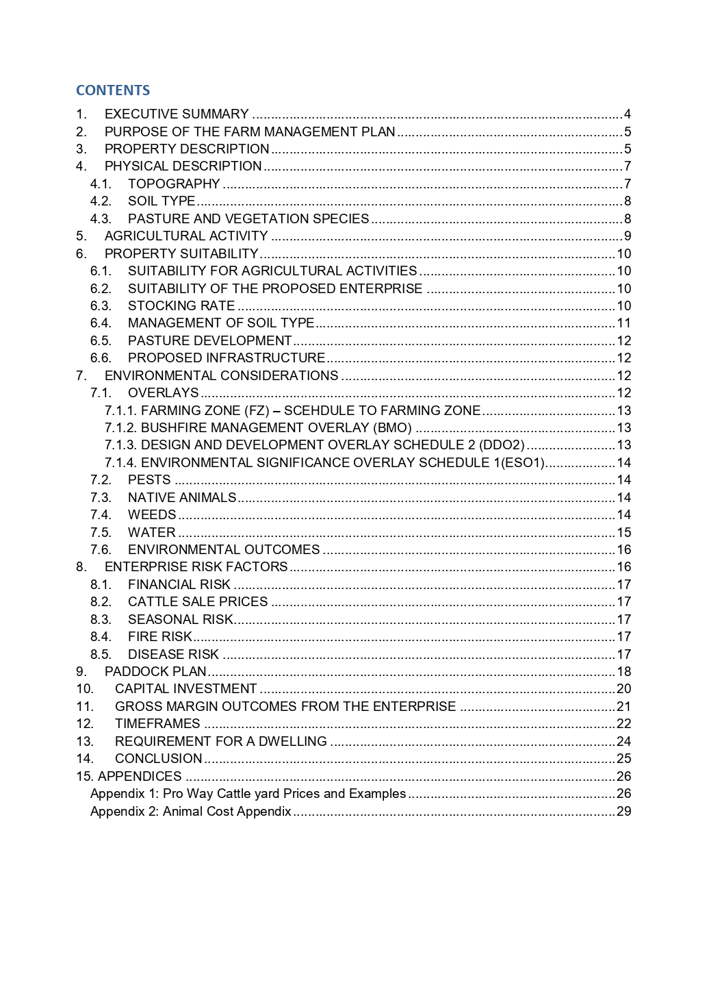 CONTENTS
1. EXECUTIVE SUMMARY ........ 4
2. PURPOSE OF THE FARM MANAGEMENT PLAN ........ 5
3. PROPERTY DESCRIPTION ........ 5
4. PHYSICAL DESCRIPTION ........ 7
4.1. TOPOGRAPHY ........ 7
4.2. SOIL TYPE ........ 8
4.3. PASTURE AND VEGETATION SPECIES ........ 8
5. AGRICULTURAL ACTIVITY ........ 9
6. PROPERTY SUITABILITY ........ 10
6.1. SUITABILITY FOR AGRICULTURAL ACTIVITIES ........ 10
6.2. SUITABILITY OF THE PROPOSED ENTERPRISE ........ 10
6.3. STOCKING RATE ........ 10
6.4. MANAGEMENT OF SOIL TYPE ........ 11
6.5. PASTURE DEVELOPMENT ........ 12
6.6. PROPOSED INFRASTRUCTURE ........ 12
7. ENVIRONMENTAL CONSIDERATIONS ........ 12
7.1. OVERLAYS ........ 12
7.1.1. FARMING ZONE (FZ) – SCEHDULE TO FARMING ZONE ........ 13
7.1.2. BUSHFIRE MANAGEMENT OVERLAY (BMO) ........ 13
7.1.3. DESIGN AND DEVELOPMENT OVERLAY SCHEDULE 2 (DDO2) ........ 13
7.1.4. ENVIRONMENTAL SIGNIFICANCE OVERLAY SCHEDULE 1(ESO1) ........ 14
7.2. PESTS ........ 14
7.3. NATIVE ANIMALS ........ 14
7.4. WEEDS ........ 14
7.5. WATER ........ 15
7.6. ENVIRONMENTAL OUTCOMES ........ 16
8. ENTERPRISE RISK FACTORS ........ 16
8.1. FINANCIAL RISK ........ 17
8.2. CATTLE SALE PRICES ........ 17
8.3. SEASONAL RISK ........ 17
8.4. FIRE RISK ........ 17
8.5. DISEASE RISK ........ 17
9. PADDOCK PLAN ........ 18
10. CAPITAL INVESTMENT ........ 20
11. GROSS MARGIN OUTCOMES FROM THE ENTERPRISE ........ 21
12. TIMEFRAMES ........ 22
13. REQUIREMENT FOR A DWELLING ........ 24
14. CONCLUSION ........ 25
15. APPENDICES ........ 26
Appendix 1: Pro Way Cattle yard Prices and Examples ........ 26
Appendix 2: Animal Cost Appendix ........ 29